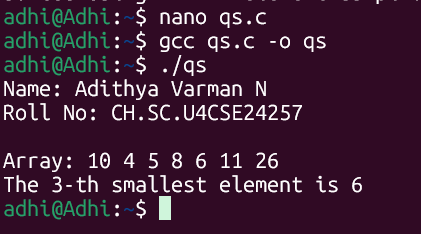 adhi@Adhi:~$ nano qs.c
adhi@Adhi:~$ gcc qs.c -o qs
adhi@Adhi:~$ ./qs
Name: Adithya Varman N
Roll No: CH.SC.U4CSE24257
Array: 10 4 5 8 6 11 26
The 3-th smallest element is 6
adhi@Adhi:~$